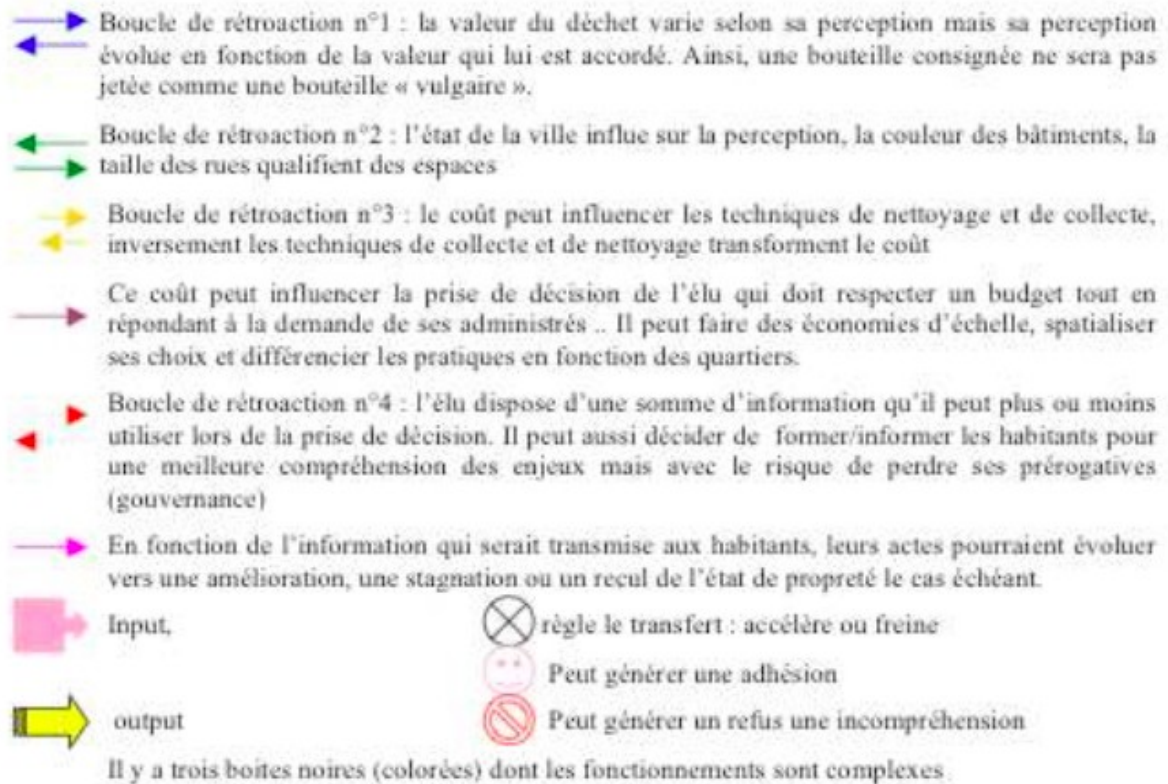 Boucle de rétroaction n°1 : la valeur du déchet varie selon sa perception mais sa perception
évolue en fonction de la valeur qui lui est accordé. Ainsi, une bouteille consignée ne sera pas
jetée comme une bouteille « vulgaire ».
Boucle de rétroaction n°2 : l'état de la ville influe sur la perception, la couleur des bâtiments, la
taille des rues qualifient des espaces
Boucle de rétroaction n°3 : le coût peut influencer les techniques de nettoyage et de collecte,
inversement les techniques de collecte et de nettoyage transforment le coût
Ce coût peut influencer la prise de décision de l'élu qui doit respecter un budget tout en
répondant à la demande de ses administrés .. Il peut faire des économies d'échelle, spatialiser
ses choix et différencier les pratiques en fonction des quartiers.
Boucle de rétroaction n°4 : l'élu dispose d'une somme d'information qu'il peut plus ou moins
utiliser lors de la prise de décision. Il peut aussi décider de former/informer les habitants pour
une meilleure compréhension des enjeux mais avec le risque de perdre ses prérogatives
(gouvernance)
En fonction de l'information qui serait transmise aux habitants, leurs actes pourraient évoluer
vers une amélioration, une stagnation ou un recul de l'état de propreté le cas échéant.
Input,
règle le transfert : accélère ou freine
Peut générer une adhésion
output
Peut générer un refus une incompréhension
Il y a trois boites noires (colorées) dont les fonctionnements sont complexes